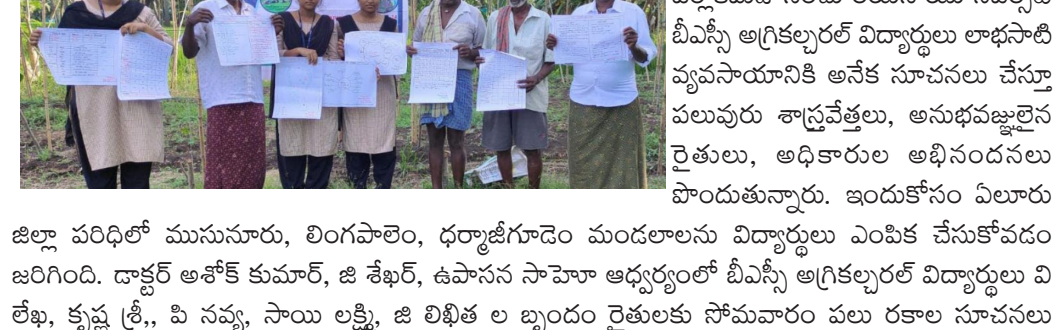 బీఎస్సీ అగ్రికల్చరల్ విద్యార్థులు లాభసాటి
వ్యవసాయానికి అనేక సూచనలు చేస్తూ
పలువురు శాస్త్రవేత్తలు, అనుభవజ్ఞులైన
రైతులు, అధికారుల అభినందనలు
పొందుతున్నారు. ఇందుకోసం ఏలూరు
జిల్లా పరిధిలో ముసునూరు, లింగపాలెం, ధర్మాజీగూడెం మండలాలను విద్యార్థులు ఎంపిక చేసుకోవడం
జరిగింది. డాక్టర్ అశోక్ కుమార్, జి శేఖర్, ఉపాసన సాహెూ ఆధ్వర్యంలో బీఎస్సీ అగ్రికల్చరల్ విద్యార్థులు వి
లేఖ, కృష్ణ శ్రీ,, పి నవ్య, సాయి లక్ష్మి, జి లిఖిత ల బృందం రైతులకు సోమవారం పలు రకాల సూచనలు